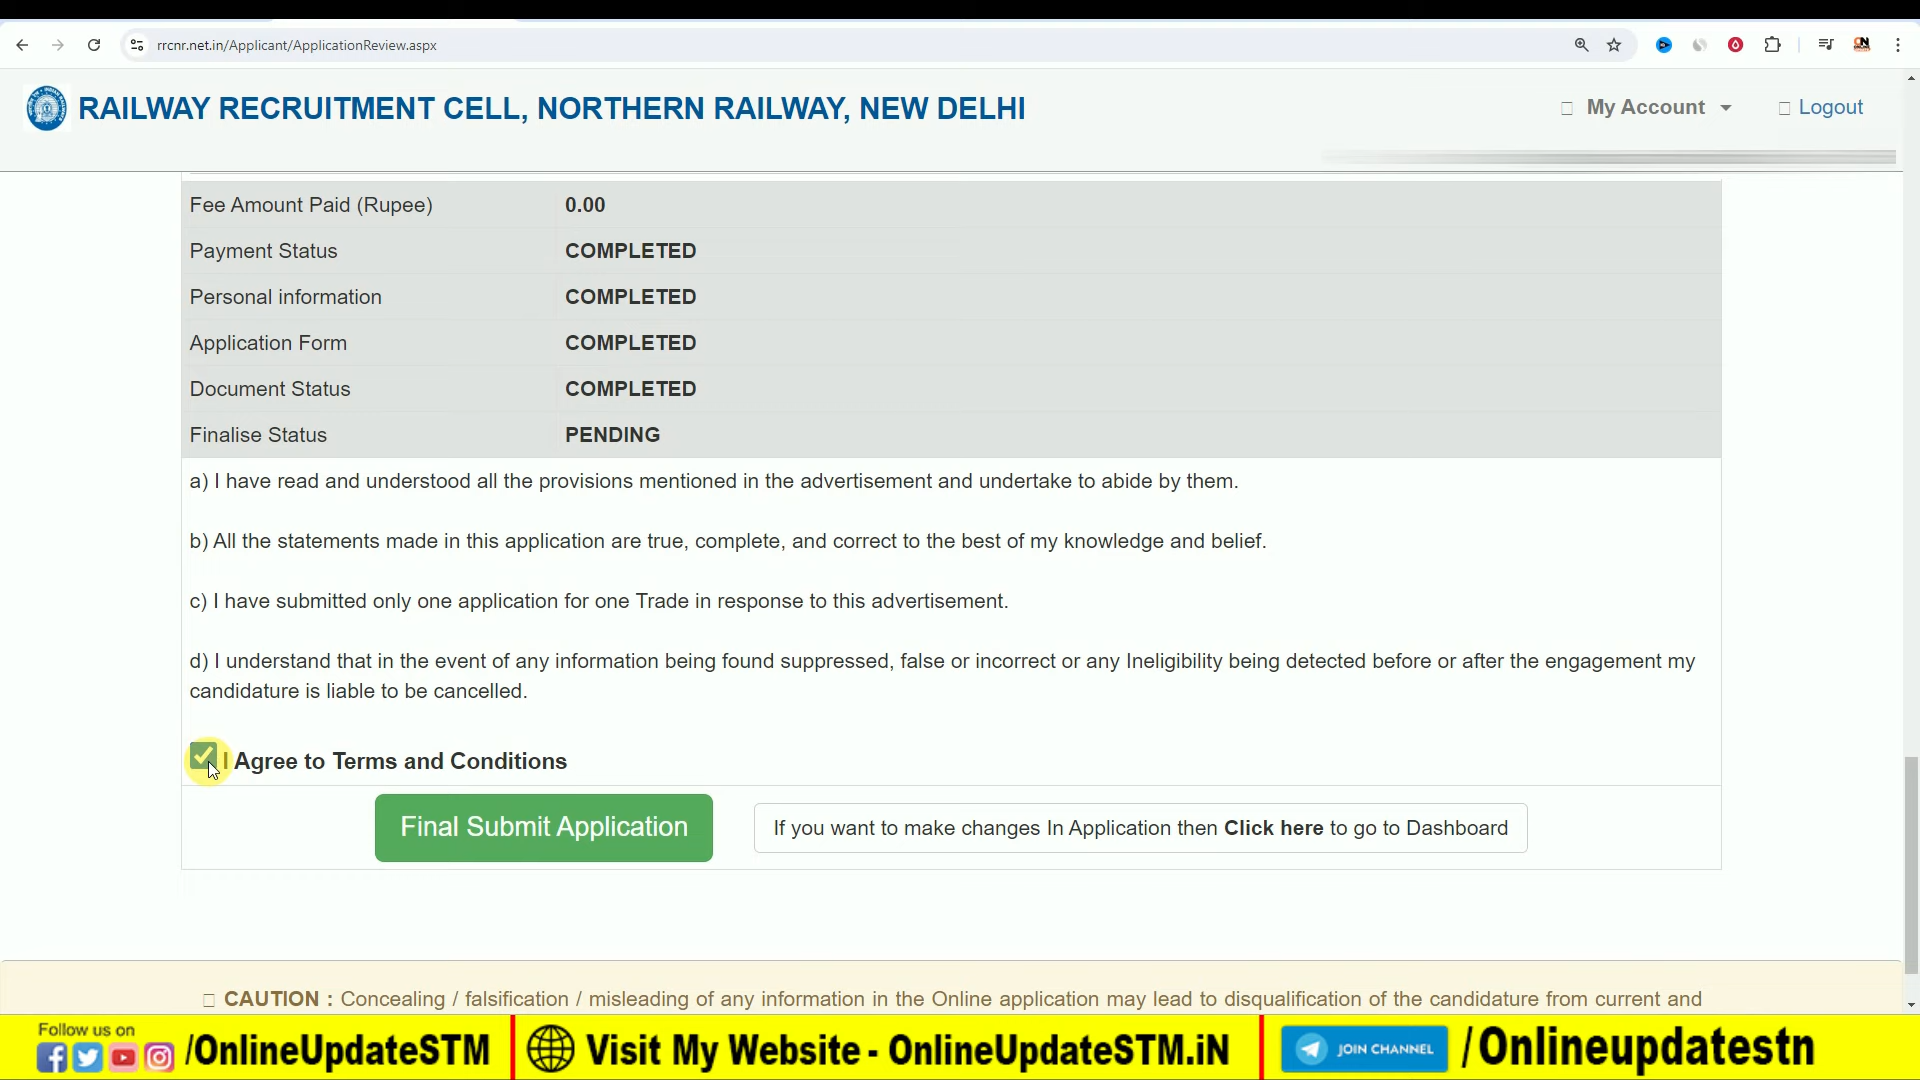 rrcnr.net.in/Applicant/ApplicationReview.aspx
RAILWAY RECRUITMENT CELL, NORTHERN RAILWAY, NEW DELHI
My Account
Logout
Fee Amount Paid (Rupee) 0.00
Payment Status COMPLETED
Personal information COMPLETED
Application Form COMPLETED
Document Status COMPLETED
Finalise Status PENDING
a) I have read and understood all the provisions mentioned in the advertisement and undertake to abide by them.
b) All the statements made in this application are true, complete, and correct to the best of my knowledge and belief.
c) I have submitted only one application for one Trade in response to this advertisement.
d) I understand that in the event of any information being found suppressed, false or incorrect or any Ineligibility being detected before or after the engagement my
candidature is liable to be cancelled.
I Agree to Terms and Conditions
Final Submit Application
If you want to make changes In Application then Click here to go to Dashboard
CAUTION : Concealing / falsification / misleading of any information in the Online application may lead to disqualification of the candidature from current and
Follow us on
/OnlineUpdateSTM
Visit My Website - OnlineUpdateSTM.iN
JOIN CHANNEL
/Onlineupdatestn